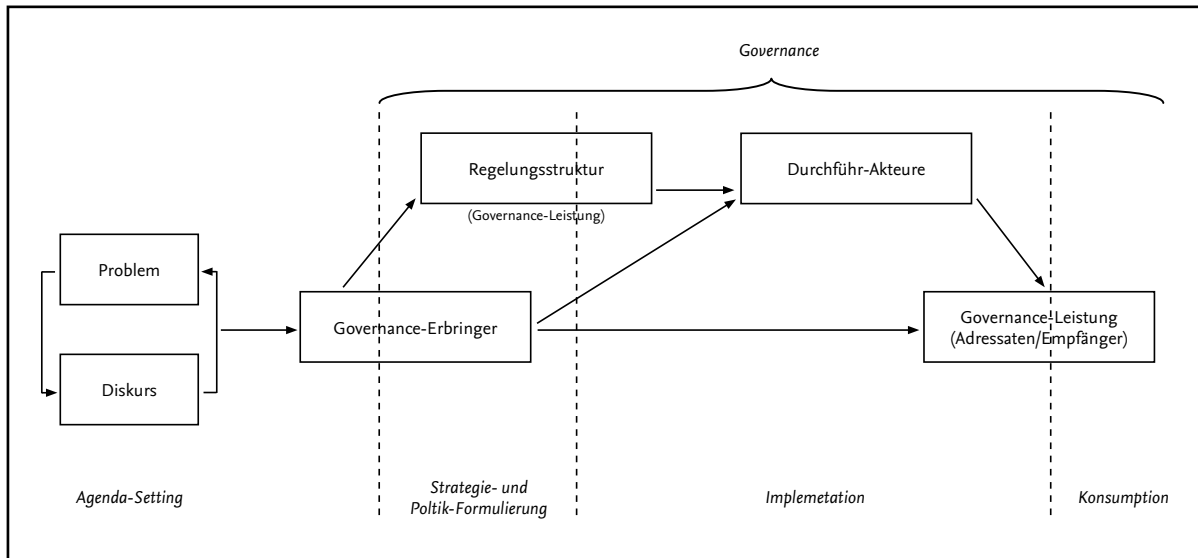 Governance
Regelungsstruktur
(Governance-Leistung)
Durchführ-Akteure
Problem
Diskurs
Governance-Erbringer
Governance-Leistung
(Adressaten/Empfänger)
Agenda-Setting
Strategie- und
Poltik-Formulierung
Implemetation
Konsumption